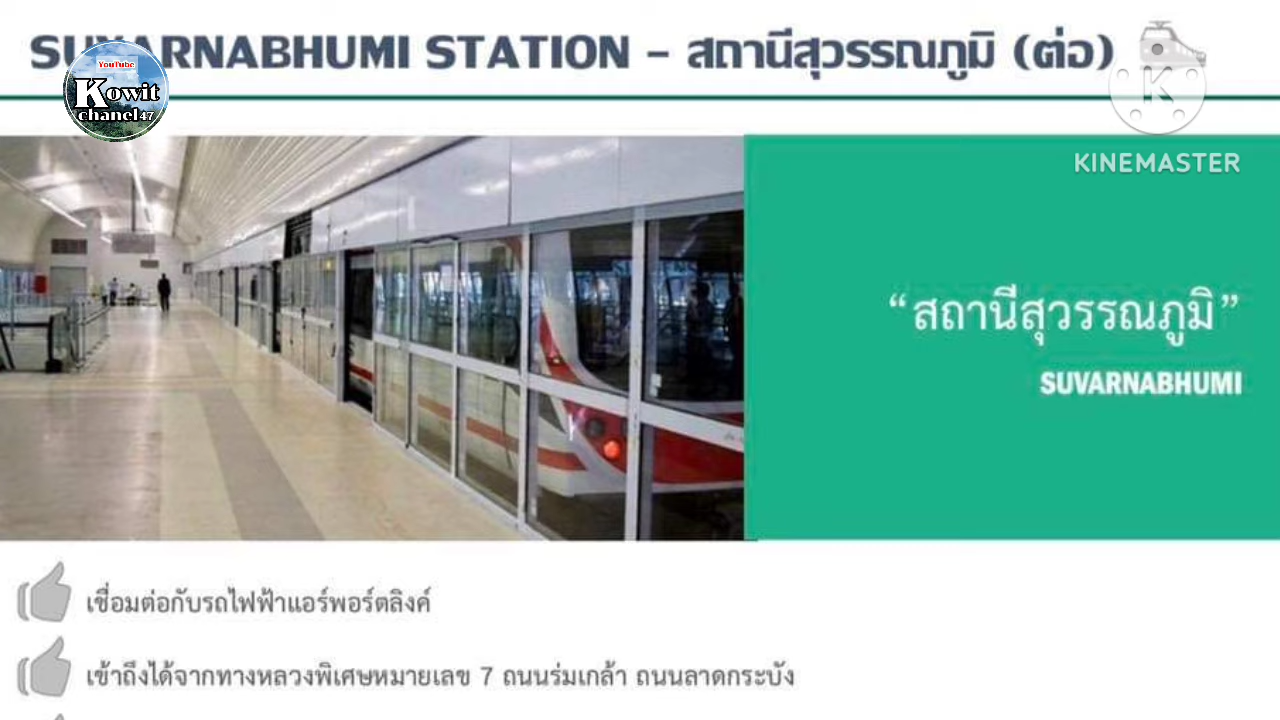 SUVARNABHUMI STATION – สถานีสุวรรณภูมิ (ต่อ)
YouTube
Kowit
chanel47
K
KINEMASTER
“สถานีสุวรรณภูมิ”
SUVARNABHUMI
เชื่อมต่อกับรถไฟฟ้าแอร์พอร์ตลิงค์
เข้าถึงได้จากทางหลวงพิเศษหมายเลข 7 ถนนร่มเกล้า ถนนลาดกระบัง